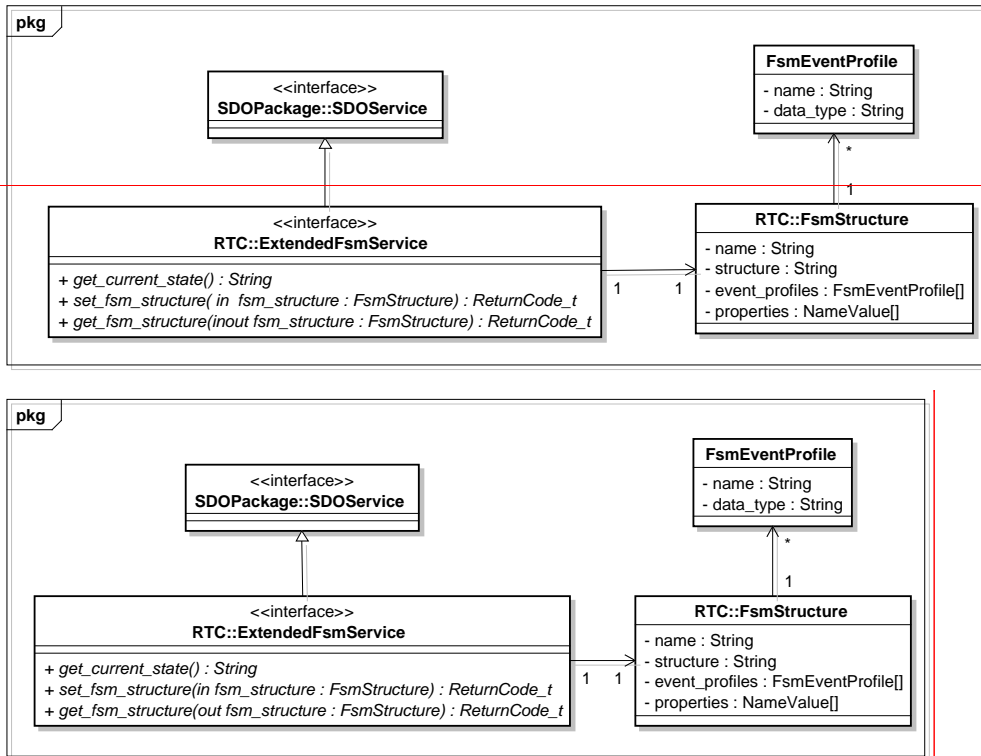 pkg
<<interface>>
SDOPackage::SDOService
FsmEventProfile
- name : String
- data_type : String
*
1
<<interface>>
RTC::ExtendedFsmService
+ get_current_state() : String
+ set_fsm_structure( in  fsm_structure : FsmStructure) : ReturnCode_t
+ get_fsm_structure(inout fsm_structure : FsmStructure) : ReturnCode_t
1
1
RTC::FsmStructure
- name : String
- structure : String
- event_profiles : FsmEventProfile[]
- properties : NameValue[]
pkg
<<interface>>
SDOPackage::SDOService
FsmEventProfile
- name : String
- data_type : String
*
1
<<interface>>
RTC::ExtendedFsmService
+ get_current_state() : String
+ set_fsm_structure(in fsm_structure : FsmStructure) : ReturnCode_t
+ get_fsm_structure(out fsm_structure : FsmStructure) : ReturnCode_t
1
1
RTC::FsmStructure
- name : String
- structure : String
- event_profiles : FsmEventProfile[]
- properties : NameValue[]